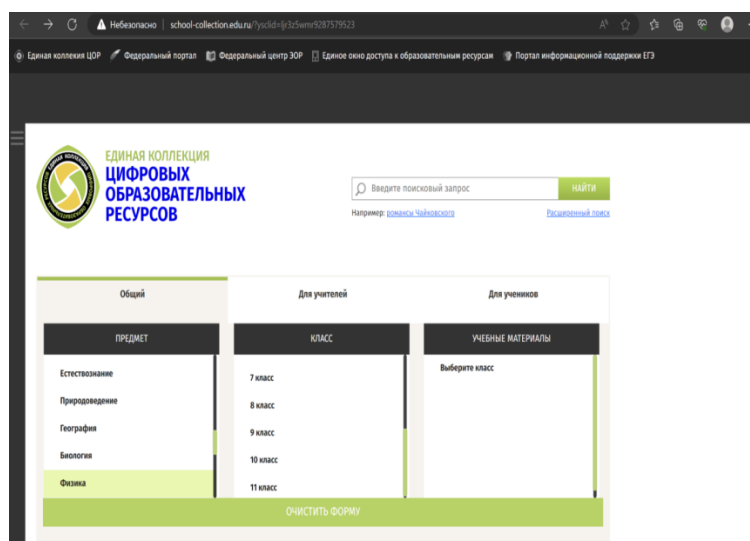 Небезопасно | school-collection.edu.ru/?ysclid=ljr3z5wmr9287579523
Единая коллекия ЦОР Федеральный портал Федеральный центр ЭОР Единое окно доступа к образовательным ресурсам Портал информационной поддержки ЕГЭ
ЕДИНАЯ КОЛЛЕКЦИЯ
ЦИФРОВЫХ
ОБРАЗОВАТЕЛЬНЫХ
РЕСУРСОВ
Введите поисковый запрос НАЙТИ
Например: романсы Чайковского Расширенный поиск
Общий Для учителей Для учеников
ПРЕДМЕТ КЛАСС УЧЕБНЫЕ МАТЕРИАЛЫ
Естествознание 7 класс Выберите класс
Природоведение 8 класс
География 9 класс
Биология 10 класс
Физика 11 класс
ОЧИСТИТЬ ФОРМУ